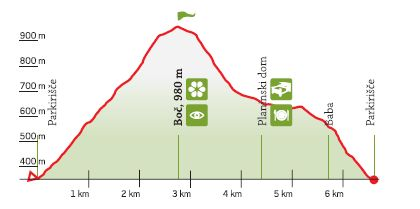 900 m
800 m
700 m
600 m
500 m
400 m
Parkirišče
Boč, 980 m
Planinski dom
Baba
Parkirišče
1 km
2 km
3 km
4 km
5 km
6 km